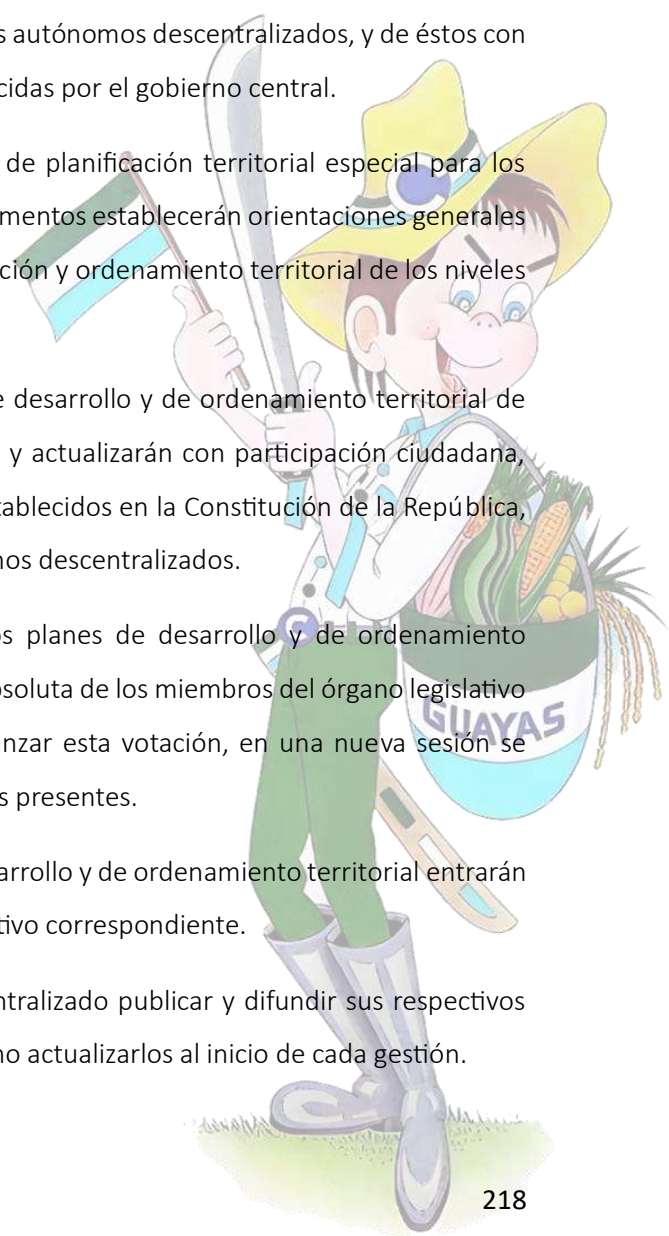 s autónomos descentralizados, y de éstos con
cidas por el gobierno central.
de planificación territorial especial para los
mentos establecerán orientaciones generales
ción y ordenamiento territorial de los niveles
e desarrollo y de ordenamiento territorial de
y actualizarán con participación ciudadana,
tablecidos en la Constitución de la República,
nos descentralizados.
os planes de desarrollo y de ordenamiento
bsoluta de los miembros del órgano legislativo
nzar esta votación, en una nueva sesión se
s presentes.
arrollo y de ordenamiento territorial entrarán
tivo correspondiente.
ntralizado publicar y difundir sus respectivos
no actualizarlos al inicio de cada gestión.
C
C
GUAYAS
218